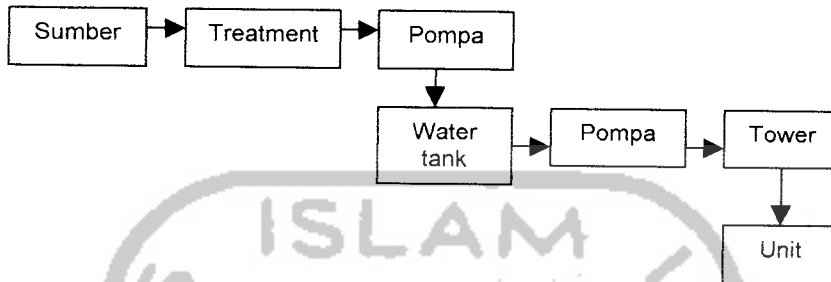 Sumber
Treatment
Pompa
Water
tank
Pompa
Tower
Unit
ISLAM